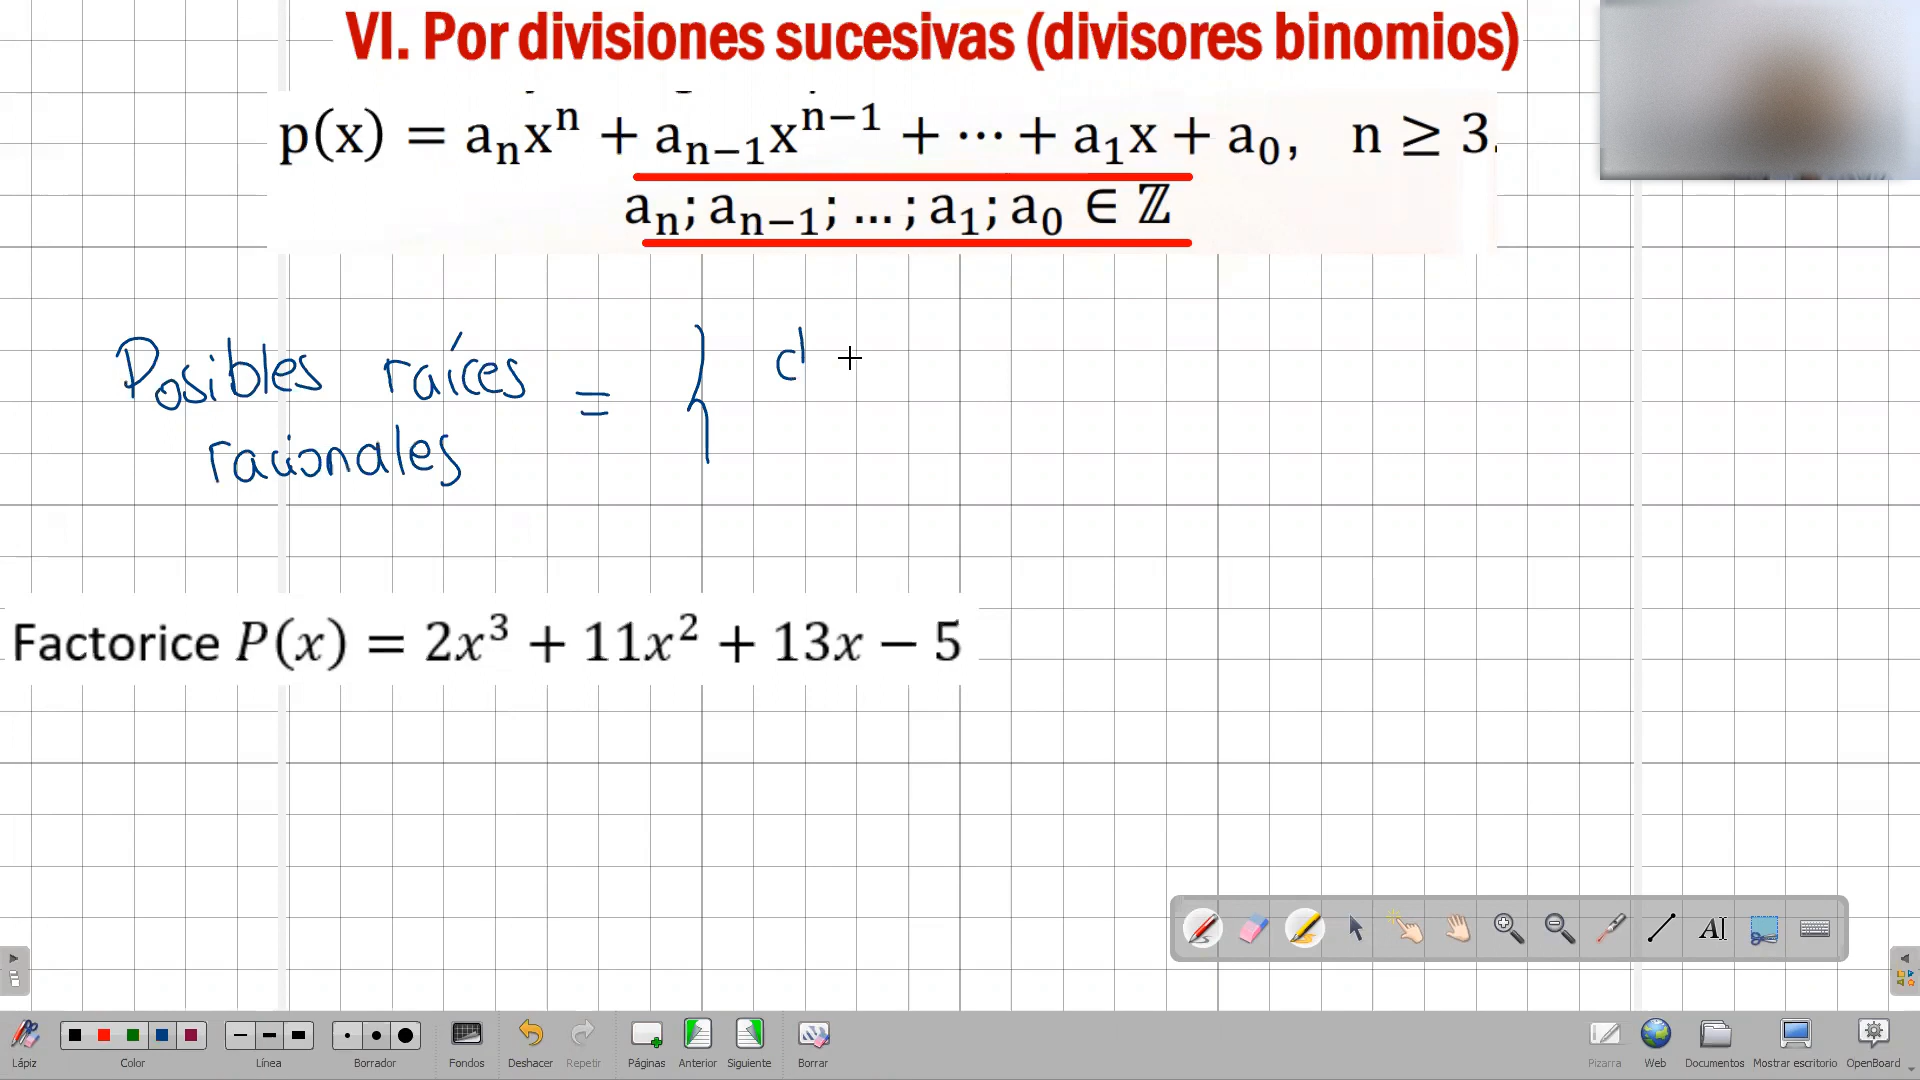 VI. Por divisiones sucesivas (divisores binomios)
p(x) = aₙxⁿ + aₙ₋₁xⁿ⁻¹ + ⋯ + a₁x + a₀, n ≥ 3.
aₙ; aₙ₋₁; … ; a₁; a₀ ∈ ℤ
Posibles raíces
racionales
= { d
Factorice P(x) = 2x³ + 11x² + 13x − 5
Lápiz Color Línea Borrador Fondos Deshacer Repetir Páginas Anterior Siguiente Borrar Pizarra Web Documentos Mostrar escritorio OpenBoard